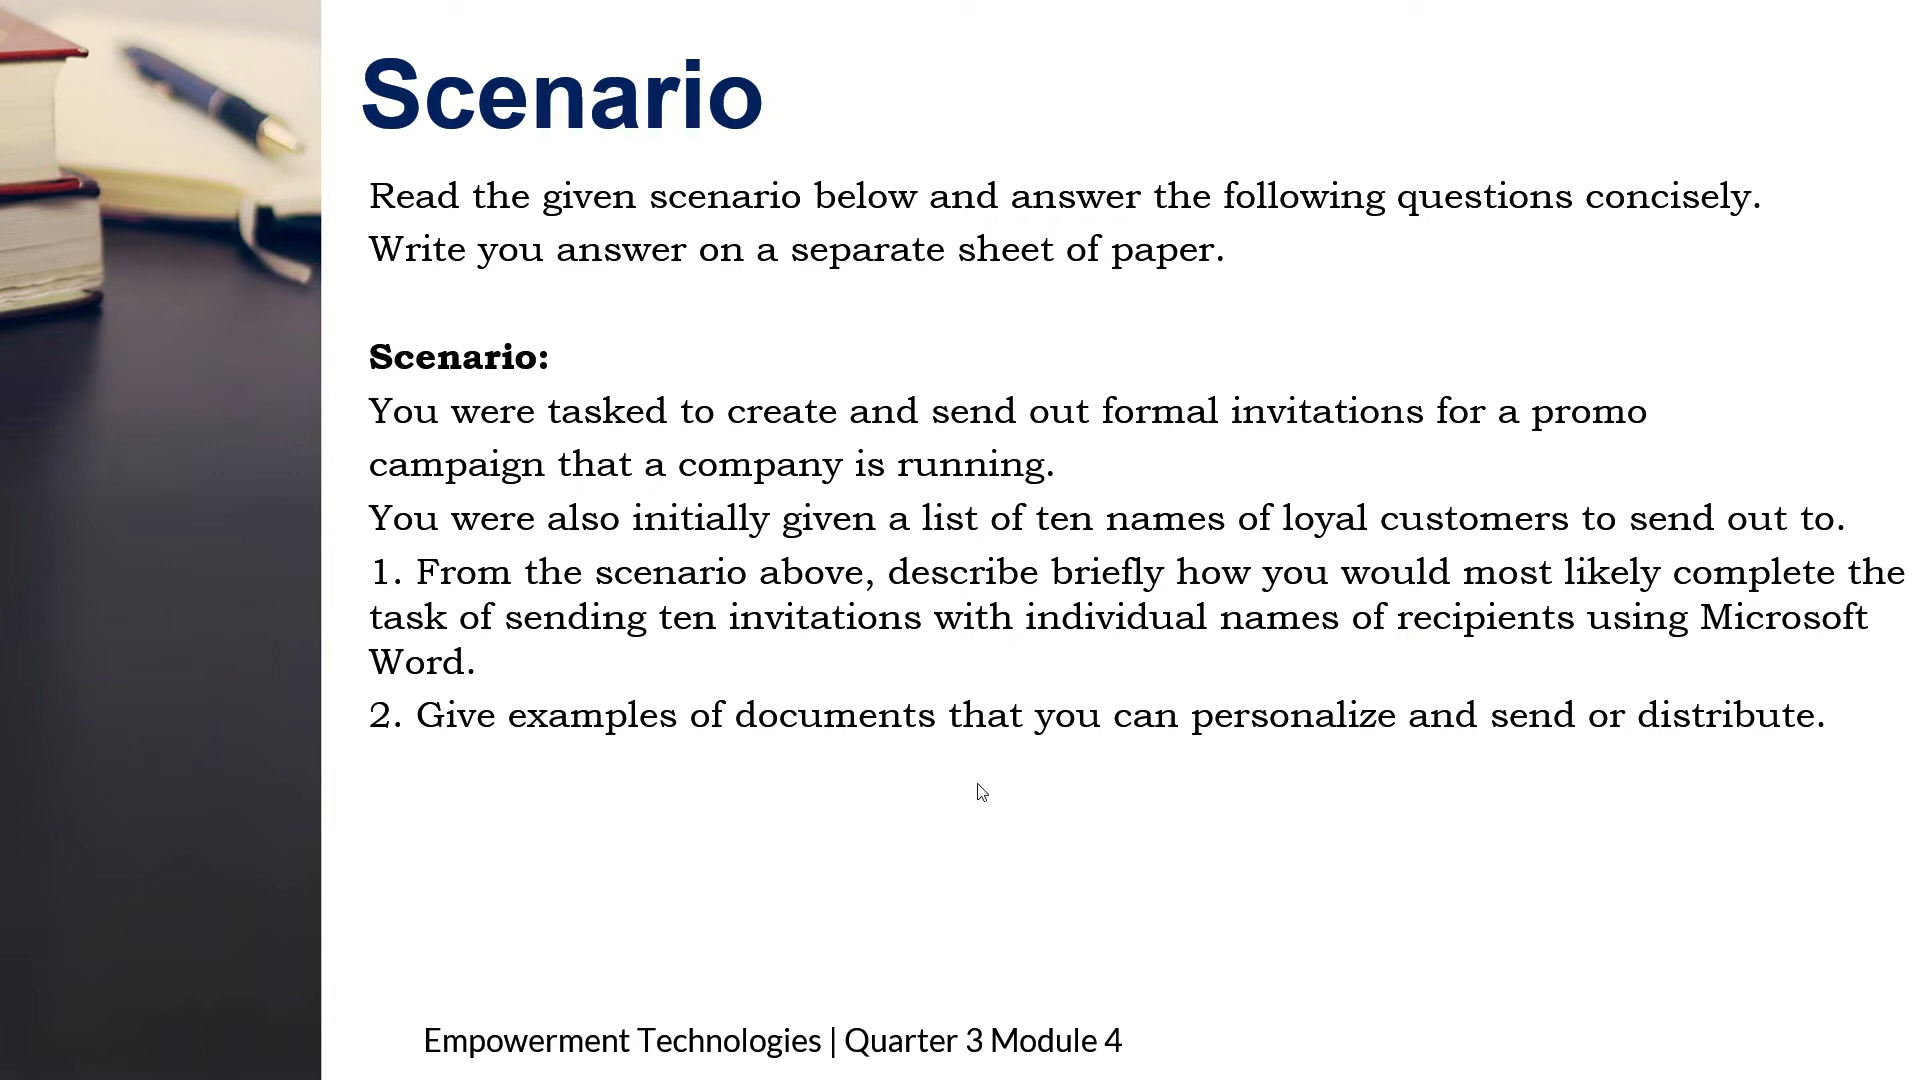 Scenario
Read the given scenario below and answer the following questions concisely.
Write you answer on a separate sheet of paper.
Scenario:
You were tasked to create and send out formal invitations for a promo
campaign that a company is running.
You were also initially given a list of ten names of loyal customers to send out to.
1. From the scenario above, describe briefly how you would most likely complete the
task of sending ten invitations with individual names of recipients using Microsoft
Word.
2. Give examples of documents that you can personalize and send or distribute.
Empowerment Technologies | Quarter 3 Module 4